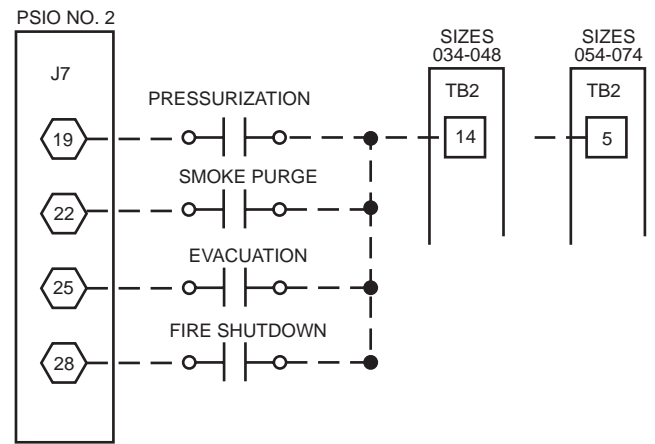 PSIO NO. 2
SIZES
034-048
SIZES
054-074
J7
TB2
TB2
PRESSURIZATION
19
14
5
SMOKE PURGE
22
EVACUATION
25
FIRE SHUTDOWN
28